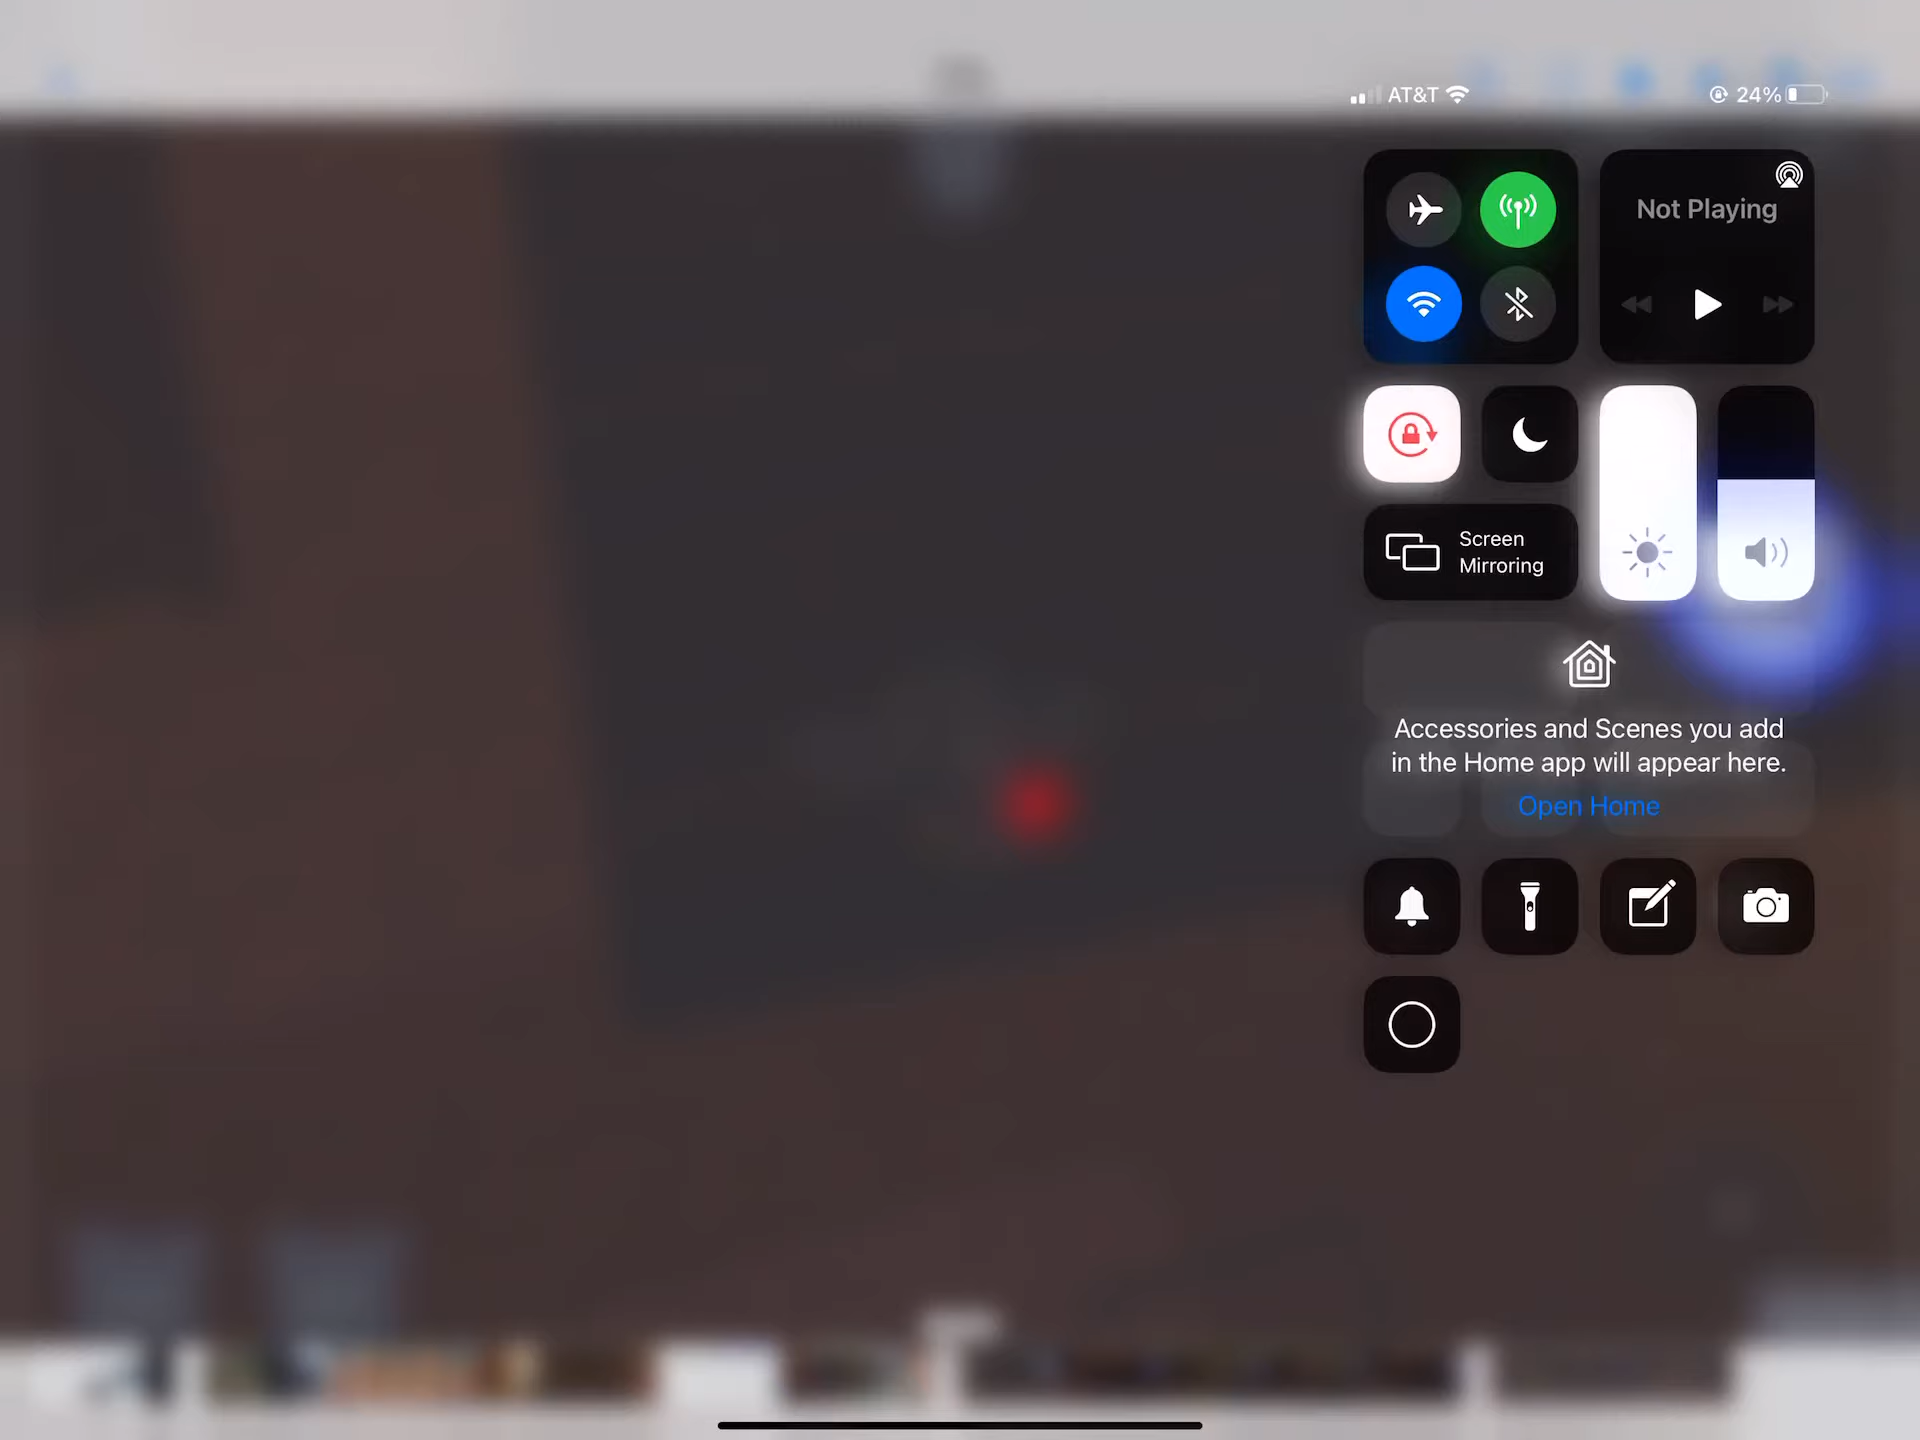 AT&T
24%
Not Playing
Screen
Mirroring
Accessories and Scenes you add
in the Home app will appear here.
Open Home